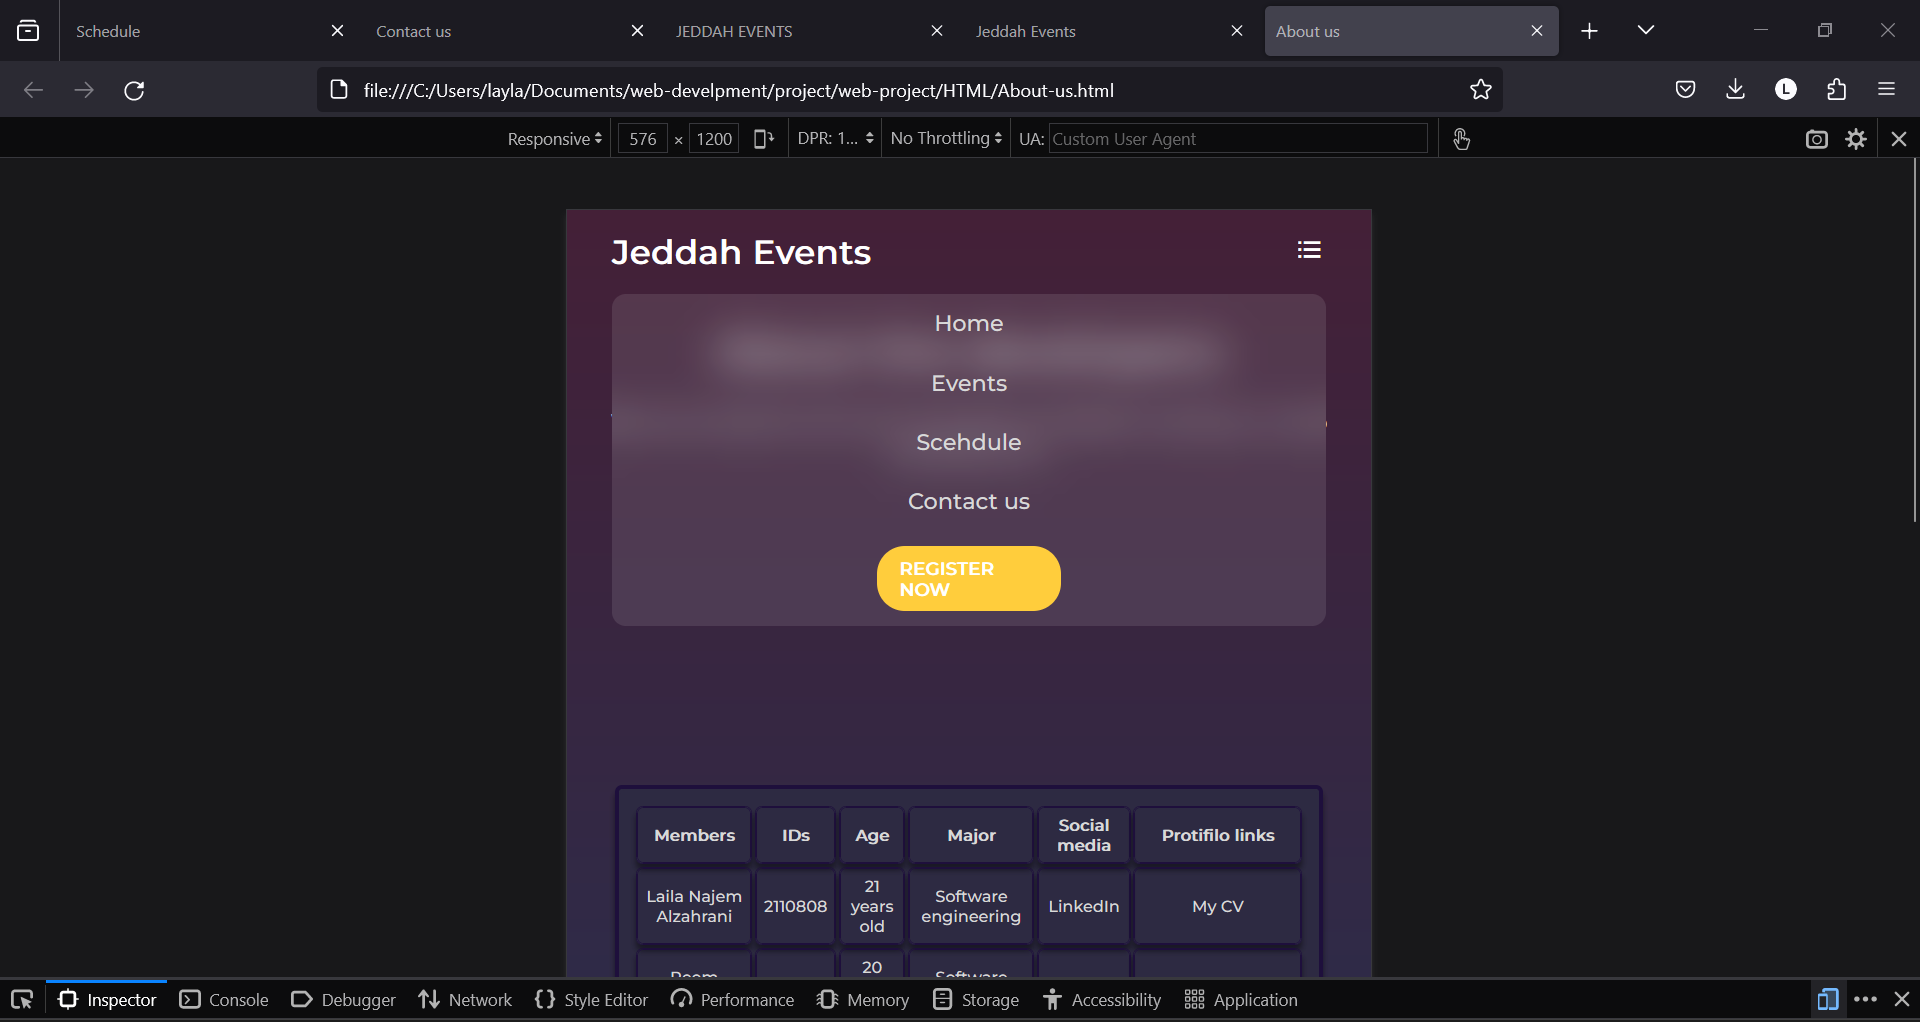 Schedule
Contact us
JEDDAH EVENTS
Jeddah Events
About us
file:///C:/Users/layla/Documents/web-develpment/project/web-project/HTML/About-us.html
L
Responsive
576 × 1200
DPR: 1...
No Throttling
UA: Custom User Agent
Jeddah Events
Home
Events
Scehdule
Contact us
REGISTER
NOW
Members
IDs
Age
Major
Social
media
Protifilo links
Laila Najem
Alzahrani
2110808
21
years
old
Software
engineering
LinkedIn
My CV
Reem
20
Software
Inspector
Console
Debugger
Network
Style Editor
Performance
Memory
Storage
Accessibility
Application